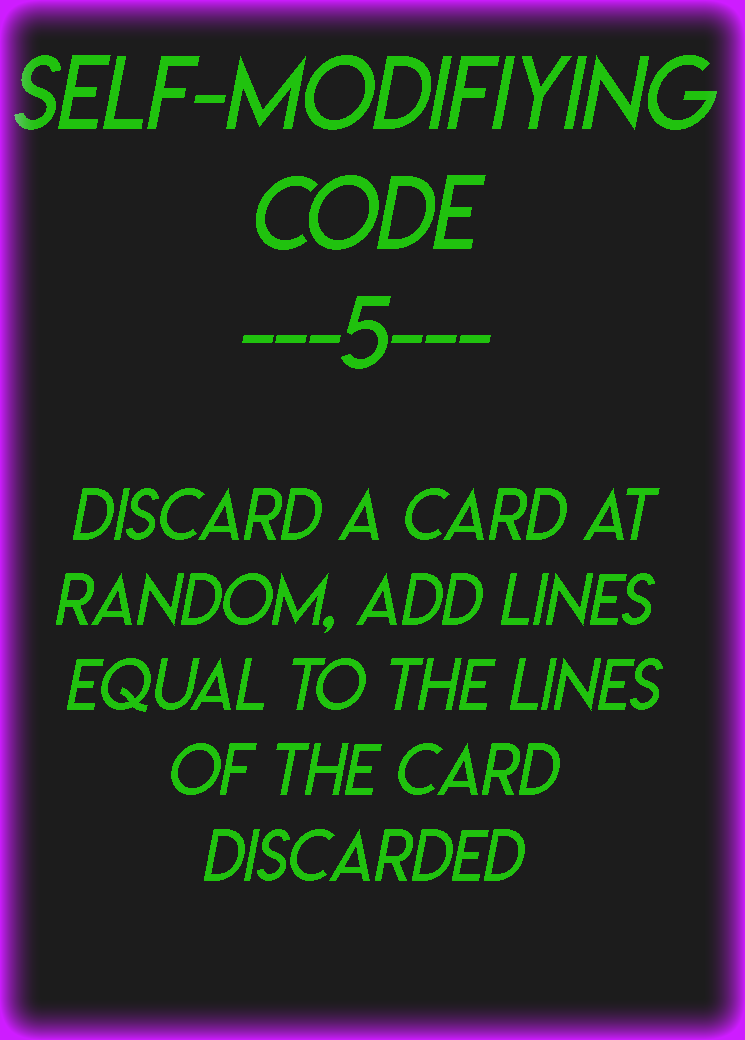 SELF-MODIFIYING
CODE
---5---
DISCARD A CARD AT
RANDOM, ADD LINES
EQUAL TO THE LINES
OF THE CARD
DISCARDED